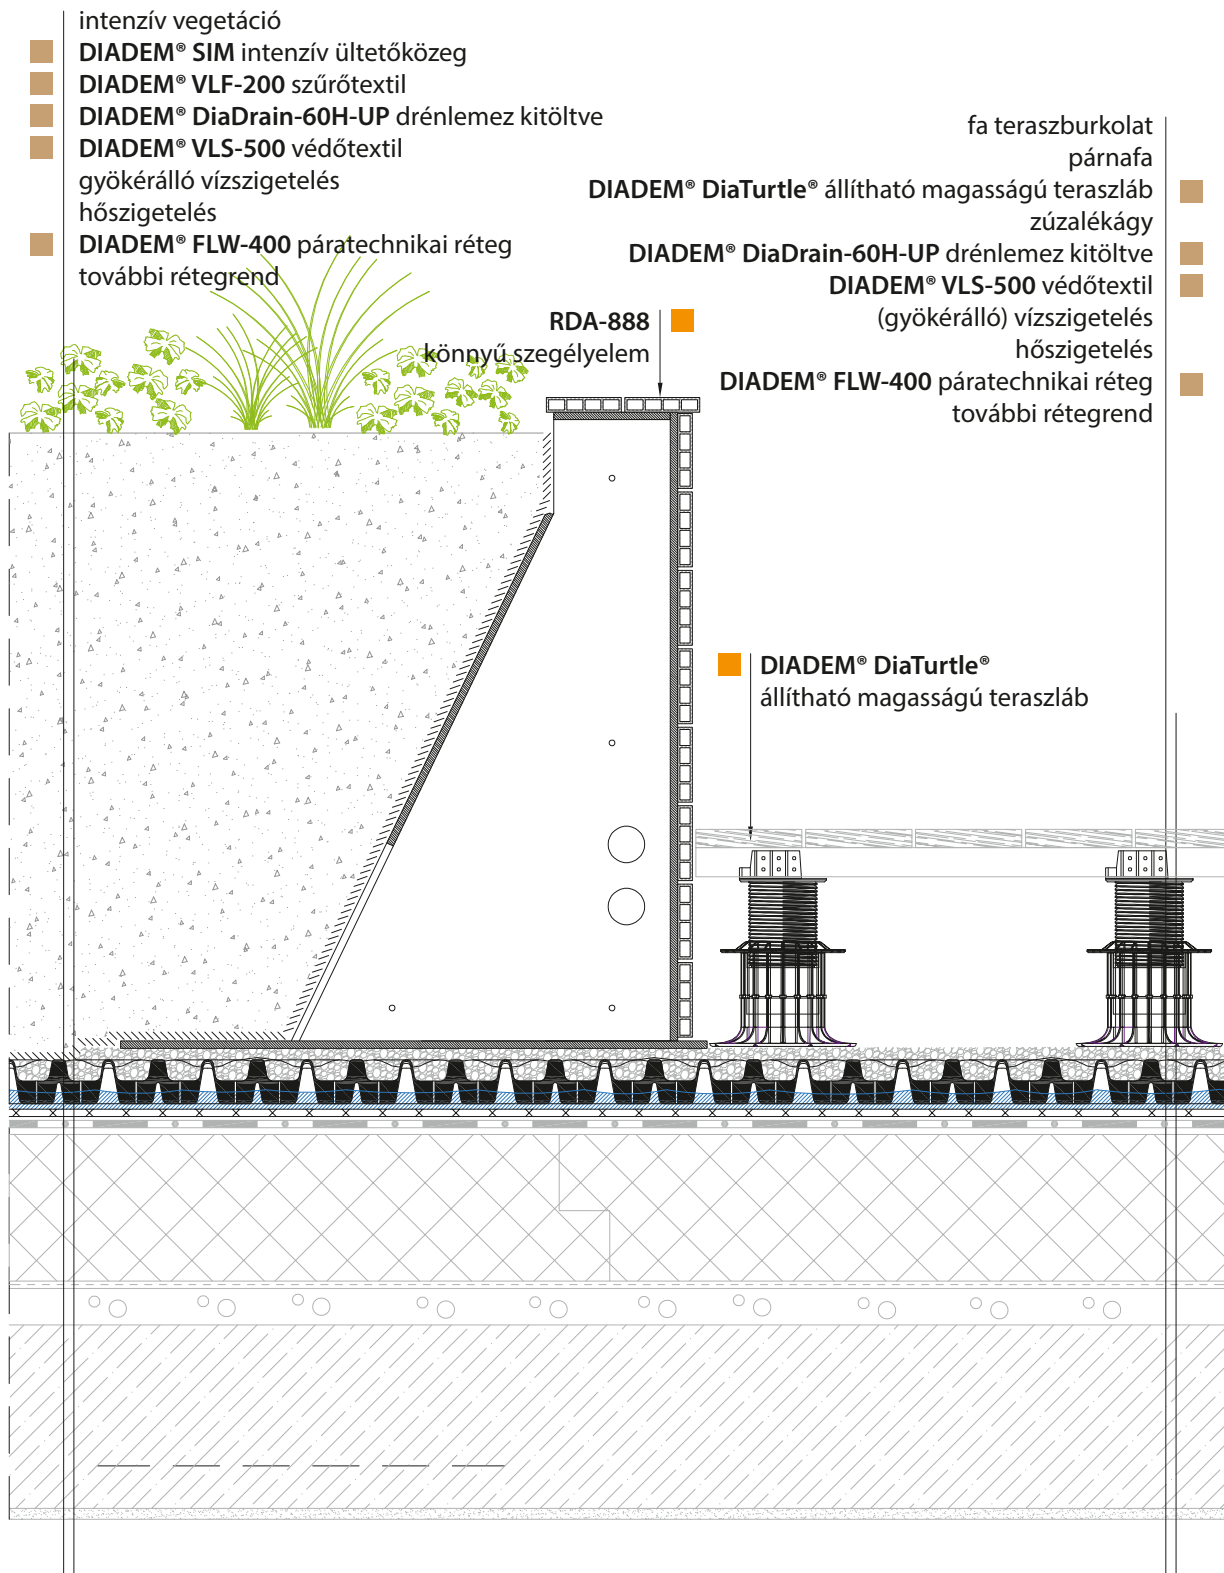 intenzív vegetáció
DIADEM® SIM intenzív ültetőközeg
DIADEM® VLF-200 szűrőtextil
DIADEM® DiaDrain-60H-UP drénlemez kitöltve
DIADEM® VLS-500 védőtextil
gyökérálló vízszigetelés
hőszigetelés
DIADEM® FLW-400 páratechnikai réteg
további rétegrend
fa teraszburkolat
párnafa
DIADEM® DiaTurtle® állítható magasságú teraszláb
zúzalékágy
DIADEM® DiaDrain-60H-UP drénlemez kitöltve
DIADEM® VLS-500 védőtextil
(gyökérálló) vízszigetelés
hőszigetelés
DIADEM® FLW-400 páratechnikai réteg
további rétegrend
RDA-888
könnyű szegélyelem
DIADEM® DiaTurtle®
állítható magasságú teraszláb